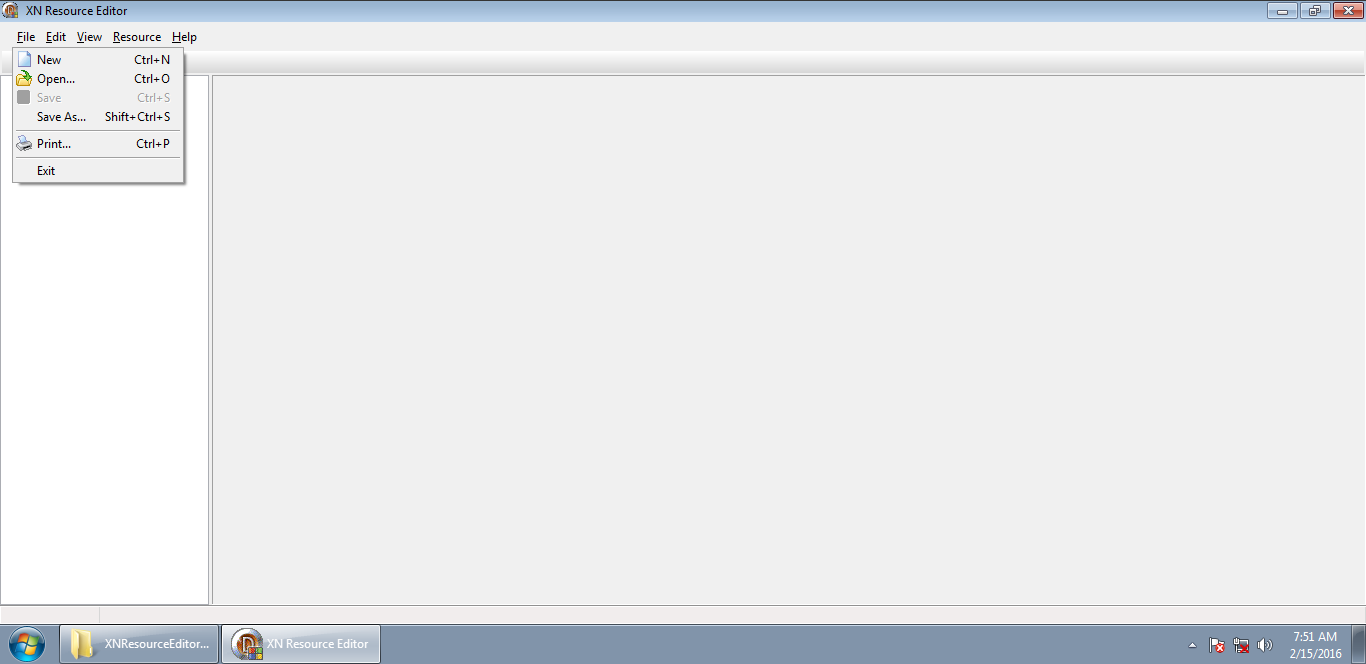 XN Resource Editor
File Edit View Resource Help
New Ctrl+N
Open... Ctrl+O
Save Ctrl+S
Save As... Shift+Ctrl+S
Print... Ctrl+P
Exit
XNResourceEditor... XN Resource Editor 7:51 AM
2/15/2016